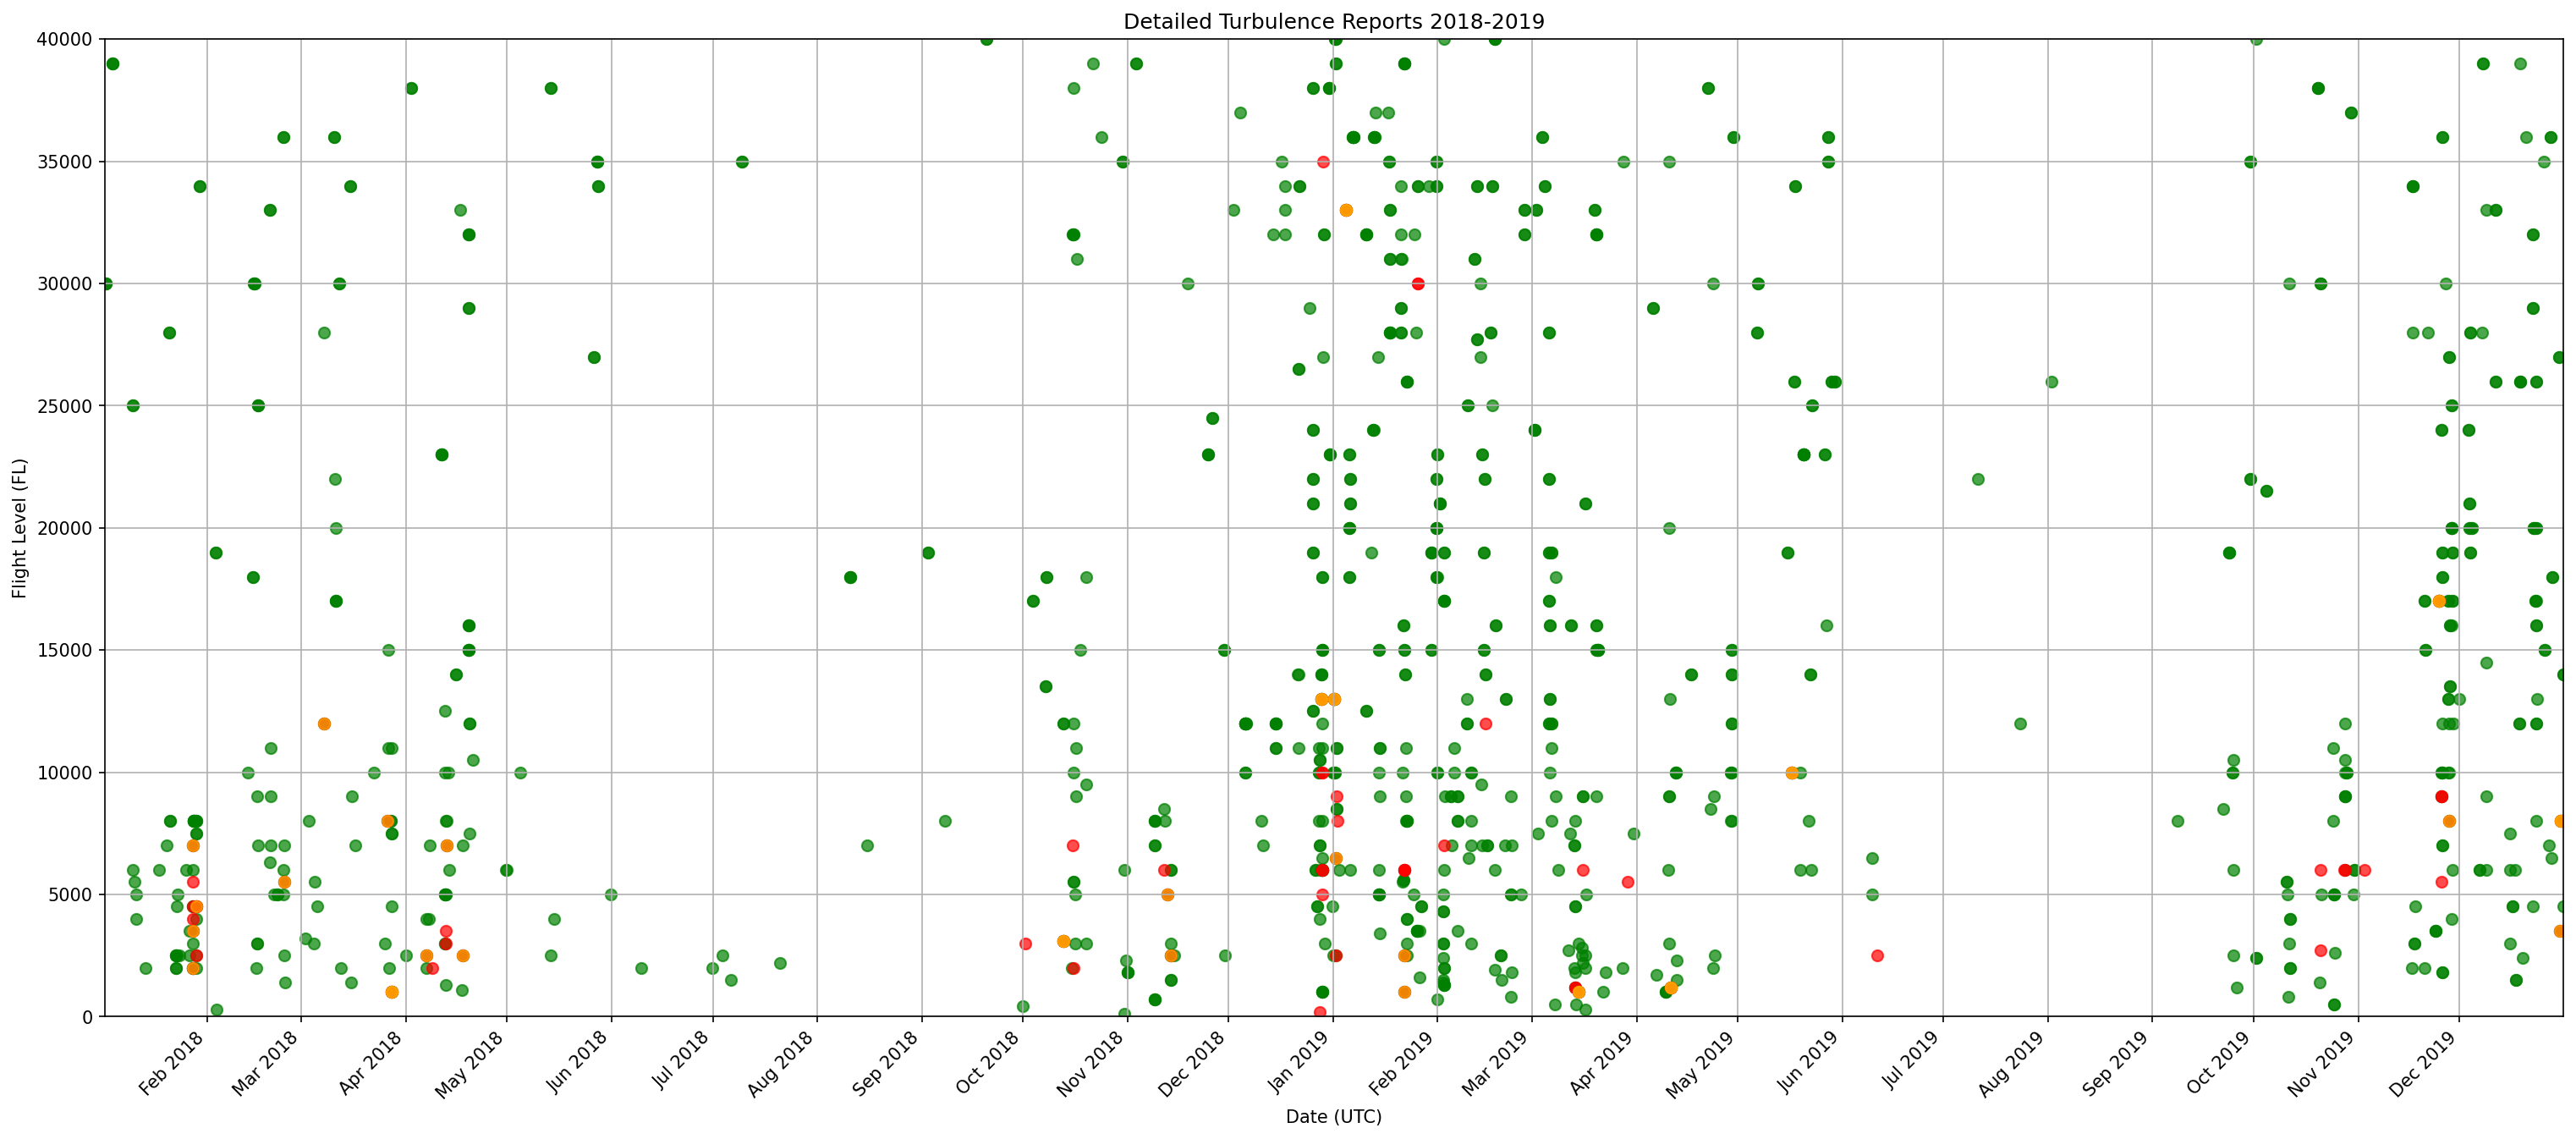 Detailed Turbulence Reports 2018-2019
Flight Level (FL)
40000
35000
30000
25000
20000
15000
10000
5000
0
Feb 2018
Mar 2018
Apr 2018
May 2018
Jun 2018
Jul 2018
Aug 2018
Sep 2018
Oct 2018
Nov 2018
Dec 2018
Jan 2019
Feb 2019
Mar 2019
Apr 2019
May 2019
Jun 2019
Jul 2019
Aug 2019
Sep 2019
Oct 2019
Nov 2019
Dec 2019
Date (UTC)